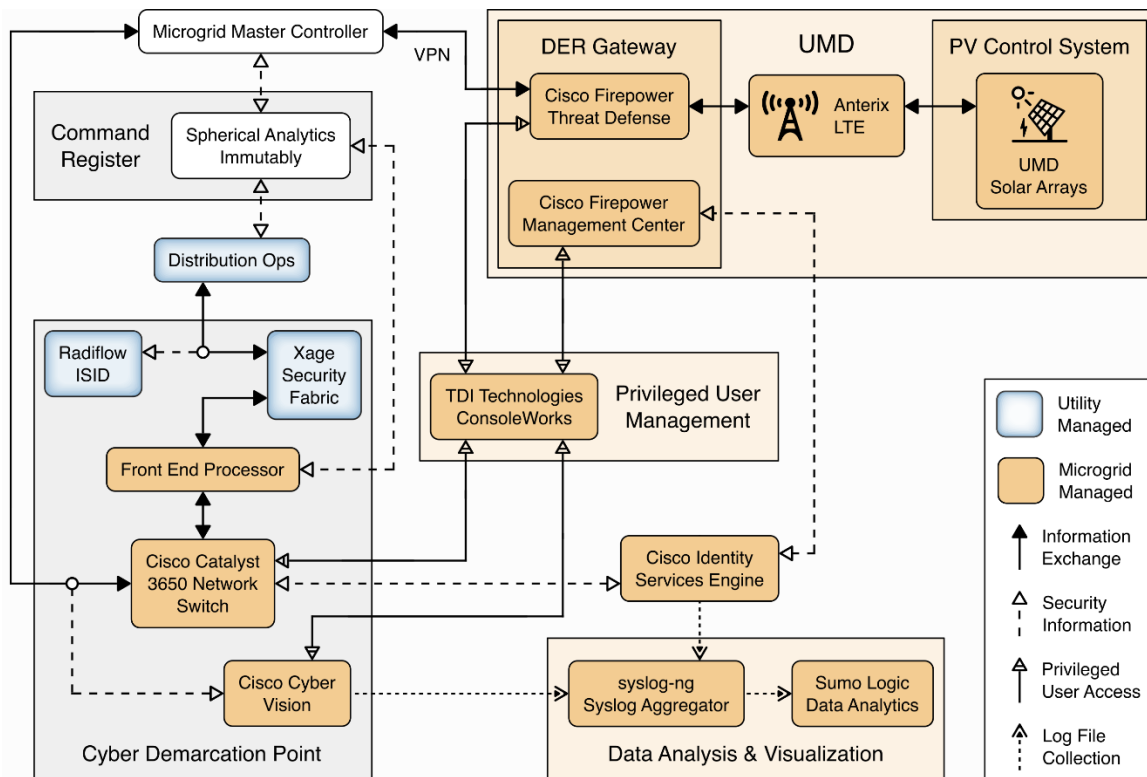 Microgrid Master Controller
VPN
DER Gateway
UMD
PV Control System
Cisco Firepower
Threat Defense
Anterix
LTE
UMD
Solar Arrays
Command
Register
Spherical Analytics
Immutably
Cisco Firepower
Management Center
Distribution Ops
Radiflow
ISID
Xage
Security
Fabric
TDI Technologies
ConsoleWorks
Privileged User
Management
Front End Processor
Cisco Catalyst
3650 Network
Switch
Cisco Identity
Services Engine
Cisco Cyber
Vision
syslog-ng
Syslog Aggregator
Sumo Logic
Data Analytics
Cyber Demarcation Point
Data Analysis & Visualization
Utility
Managed
Microgrid
Managed
Information
Exchange
Security
Information
Privileged
User Access
Log File
Collection